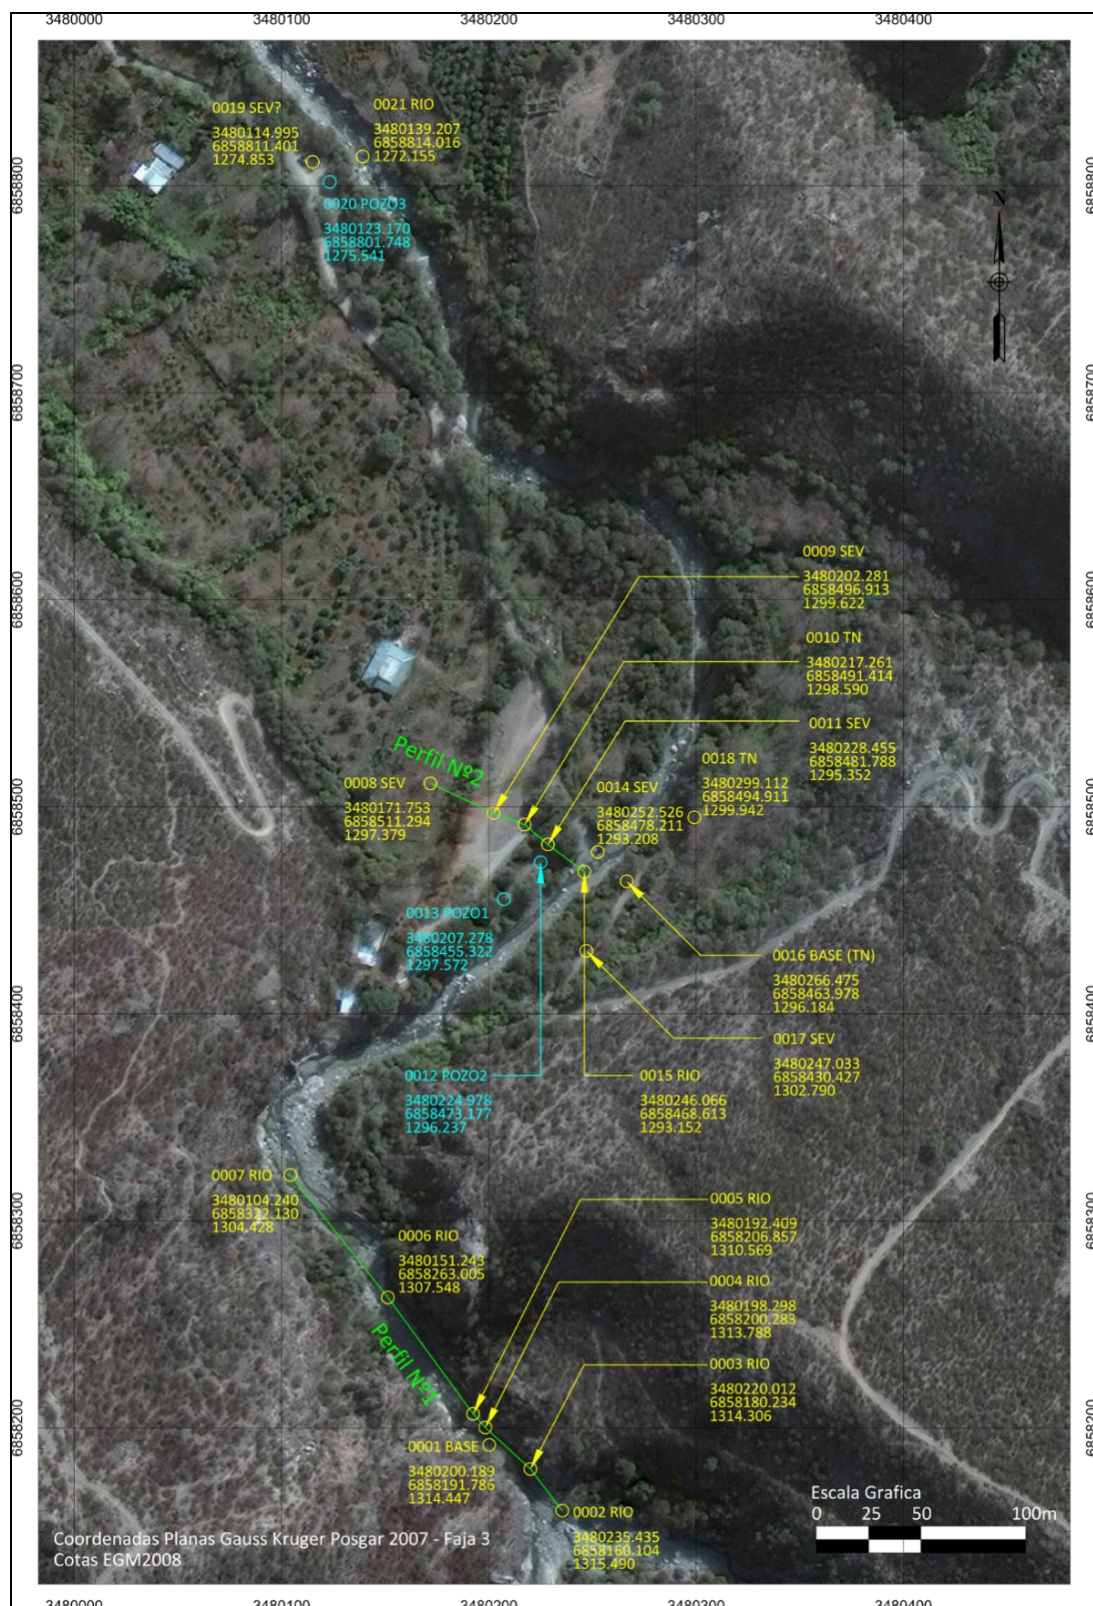 3480000 3480100 3480200 3480300 3480400
0019 SEV?
3480114.995
6858811.401
1274.853
0021 RIO
3480139.207
6858814.016
1272.155
6858800
6858800
0020 POZO3
3480123.170
6858801.748
1275.541
N
6858700
6858700
0009 SEV
3480202.281
6858496.913
1299.622
6858600
6858600
0010 TN
3480217.261
6858491.414
1298.590
0011 SEV
3480228.455
6858481.788
1295.352
Perfil Nº2
0018 TN
3480299.112
6858494.911
1299.942
0008 SEV
3480171.753
6858511.294
1297.379
0014 SEV
3480252.526
6858478.211
1293.208
6858500
6858500
0013 POZO1
3480207.278
6858455.322
1297.572
0016 BASE (TN)
3480266.475
6858463.978
1296.184
6858400
6858400
0017 SEV
3480247.033
6858430.427
1302.790
0012 POZO2
3480224.978
6858473.177
1296.237
0015 RIO
3480246.066
6858468.613
1293.152
0007 RIO
3480104.240
6858322.130
1304.428
0005 RIO
3480192.409
6858206.857
1310.569
6858300
6858300
0006 RIO
3480151.243
6858263.005
1307.548
0004 RIO
3480198.298
6858200.283
1313.788
Perfil Nº1
0003 RIO
3480220.012
6858180.234
1314.306
6858200
6858200
0001 BASE
3480200.189
6858191.786
1314.447
0002 RIO
3480235.435
6858160.104
1315.490
Escala Grafica
0 25 50 100m
Coordenadas Planas Gauss Kruger Posgar 2007 - Faja 3
Cotas EGM2008
3480000 3480100 3480200 3480300 3480400